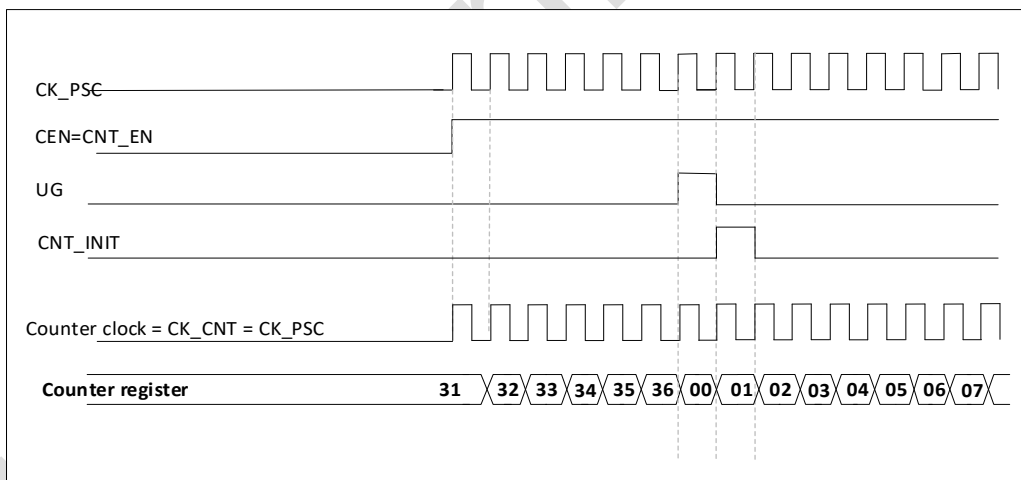 CK_PSC
CEN=CNT_EN
UG
CNT_INIT
Counter clock = CK_CNT = CK_PSC
Counter register 31 32 33 34 35 36 00 01 02 03 04 05 06 07